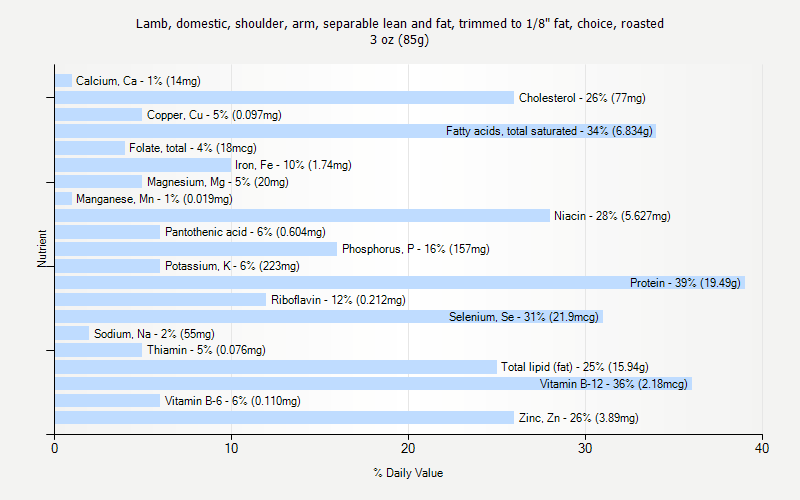 Lamb, domestic, shoulder, arm, separable lean and fat, trimmed to 1/8" fat, choice, roasted
3 oz (85g)
Calcium, Ca - 1% (14mg)
Cholesterol - 26% (77mg)
Copper, Cu - 5% (0.097mg)
Fatty acids, total saturated - 34% (6.834g)
Folate, total - 4% (18mcg)
Iron, Fe - 10% (1.74mg)
Magnesium, Mg - 5% (20mg)
Manganese, Mn - 1% (0.019mg)
Niacin - 28% (5.627mg)
Pantothenic acid - 6% (0.604mg)
Phosphorus, P - 16% (157mg)
Potassium, K - 6% (223mg)
Protein - 39% (19.49g)
Riboflavin - 12% (0.212mg)
Selenium, Se - 31% (21.9mcg)
Sodium, Na - 2% (55mg)
Thiamin - 5% (0.076mg)
Total lipid (fat) - 25% (15.94g)
Vitamin B-12 - 36% (2.18mcg)
Vitamin B-6 - 6% (0.110mg)
Zinc, Zn - 26% (3.89mg)
Nutrient
0 10 20 30 40
% Daily Value